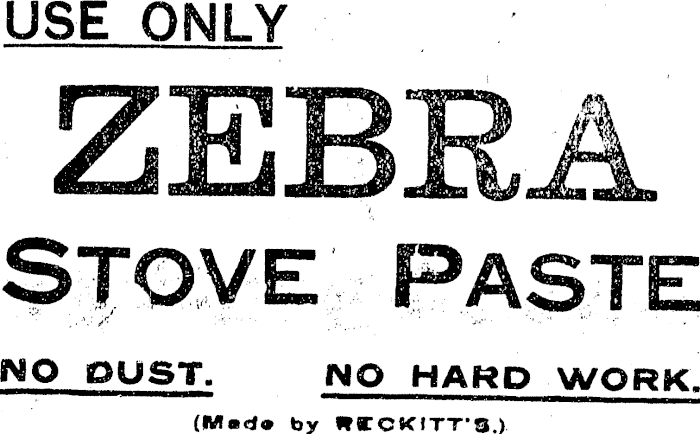 USE ONLY
ZEBRA
STOVE PASTE
NO DUST. NO HARD WORK.
(Made by RECKITT'S.)